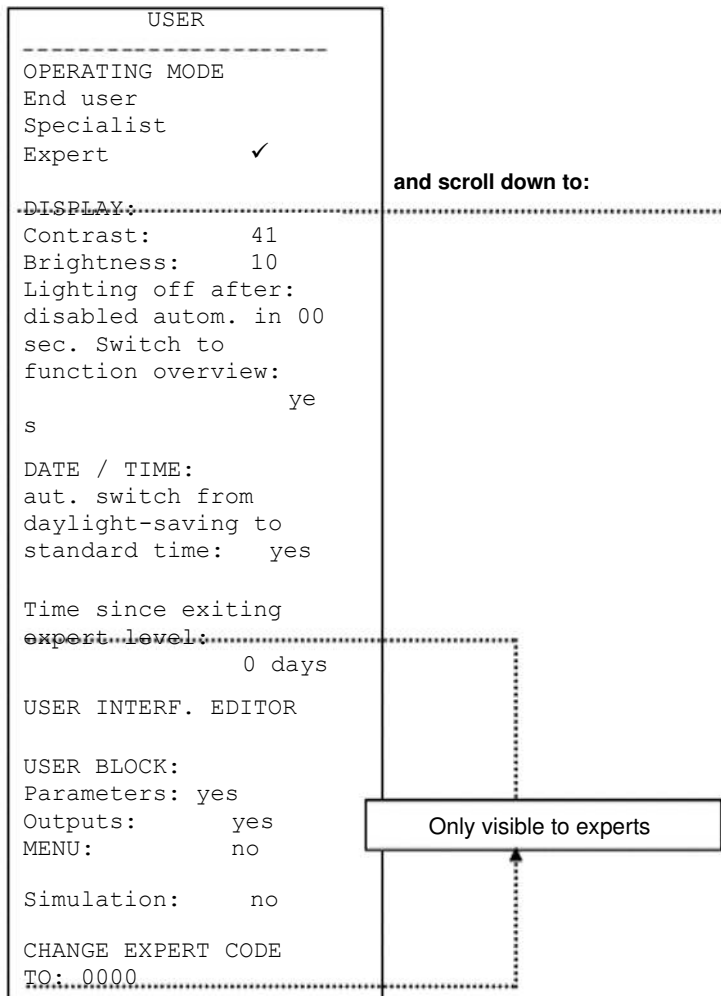 USER
----------------------
OPERATING MODE
End user
Specialist
Expert ✓
and scroll down to:
DISPLAY:
Contrast: 41
Brightness: 10
Lighting off after:
disabled autom. in 00
sec. Switch to
function overview:
ye
s
DATE / TIME:
aut. switch from
daylight-saving to
standard time: yes
Time since exiting
expert level:
0 days
USER INTERF. EDITOR
USER BLOCK:
Parameters: yes
Outputs: yes
MENU: no
Only visible to experts
Simulation: no
CHANGE EXPERT CODE
TO: 0000